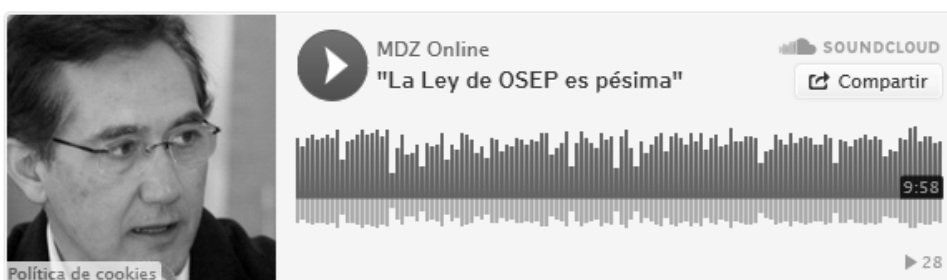 MDZ Online
SOUNDCLOUD
"La Ley de OSEP es pésima"
Compartir
9:58
28
Política de cookies